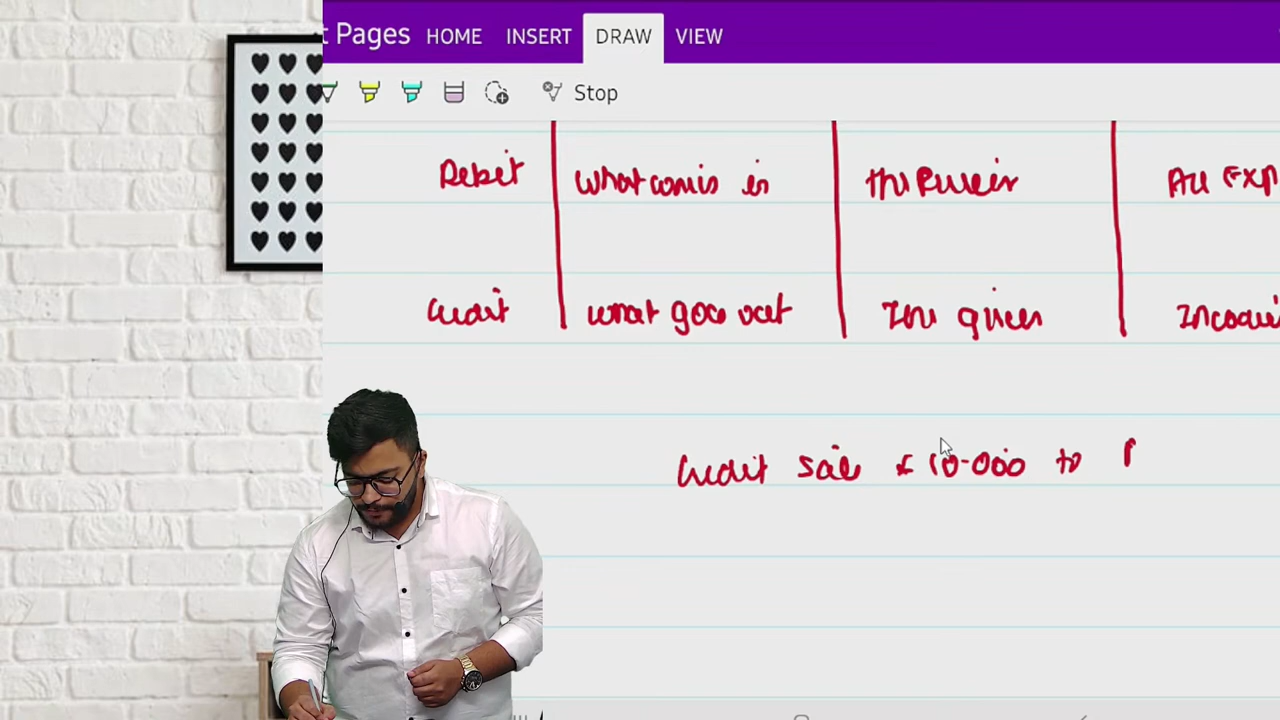 t Pages HOME INSERT DRAW VIEW
Stop
Debit What comes in The Receiver All Exp
Credit What goes out The giver Incomes
Credit Sale ₹ 10,000 to